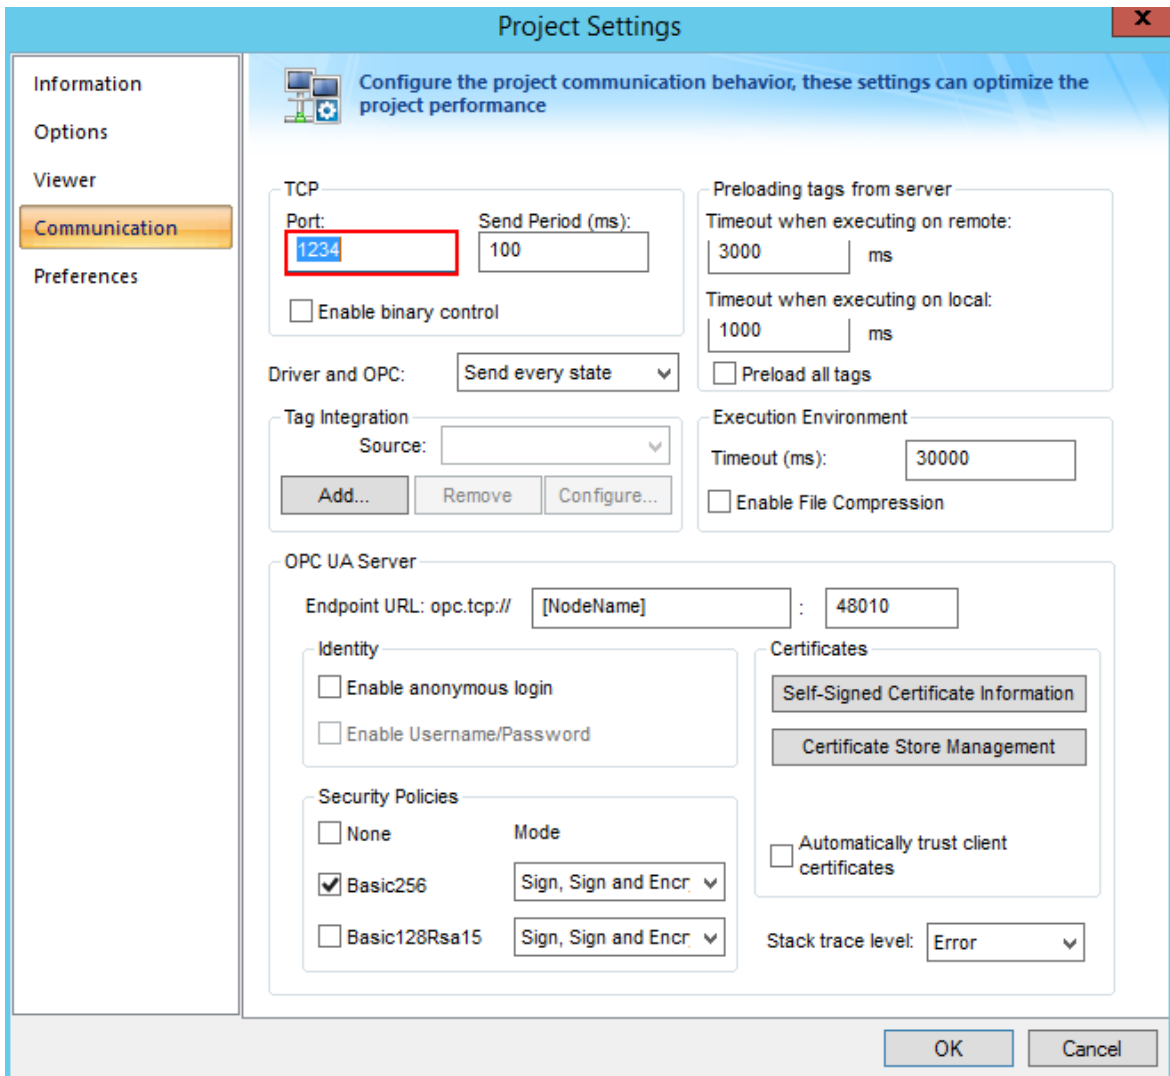 Project Settings
x
Information
Options
Viewer
Communication
Preferences
Configure the project communication behavior, these settings can optimize the
project performance
TCP
Port:
Send Period (ms):
1234
100
Enable binary control
Preloading tags from server
Timeout when executing on remote:
3000
ms
Timeout when executing on local:
1000
ms
Preload all tags
Driver and OPC:
Send every state
Tag Integration
Source:
Add...
Remove
Configure...
Execution Environment
Timeout (ms):
30000
Enable File Compression
OPC UA Server
Endpoint URL: opc.tcp://
[NodeName]
:
48010
Identity
Enable anonymous login
Enable Username/Password
Certificates
Self-Signed Certificate Information
Certificate Store Management
Automatically trust client
certificates
Security Policies
None
Mode
Basic256
Sign, Sign and Encr
Basic128Rsa15
Sign, Sign and Encr
Stack trace level:
Error
OK
Cancel